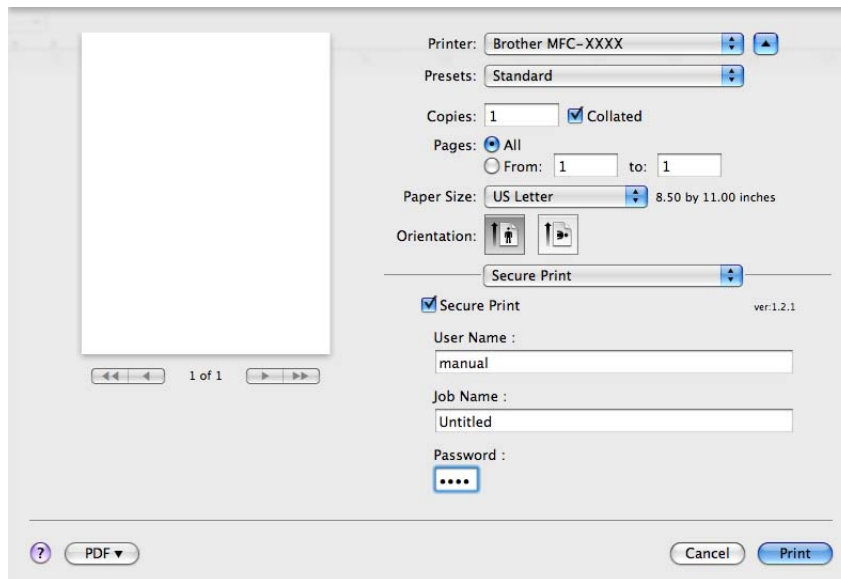 Printer: Brother MFC-XXXX
Presets: Standard
Copies: 1 Collated
Pages: All
From: 1 to: 1
Paper Size: US Letter 8.50 by 11.00 inches
Orientation:
Secure Print
Secure Print ver:1.2.1
User Name :
manual
Job Name :
Untitled
Password :
••••
1 of 1
? PDF ▼ Cancel Print